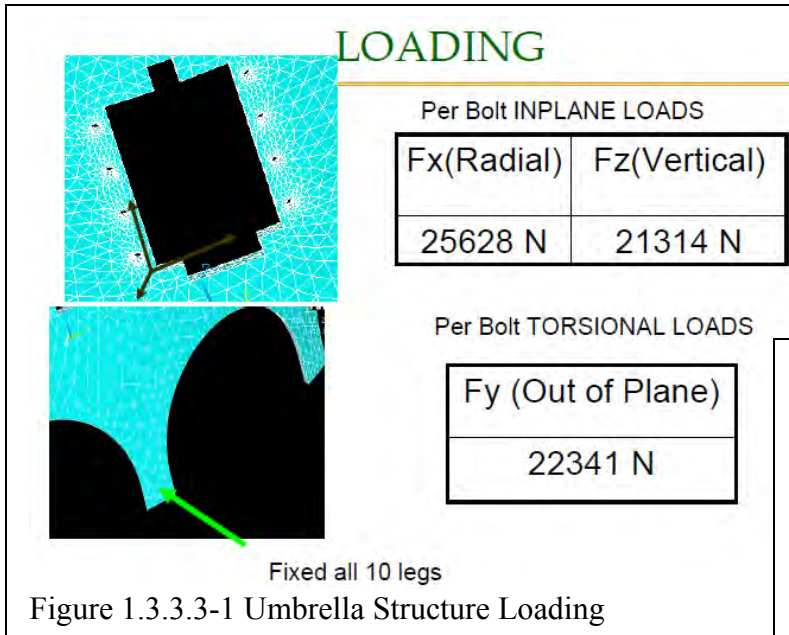 LOADING
Per Bolt INPLANE LOADS
Fx(Radial) Fz(Vertical)
25628 N 21314 N
Per Bolt TORSIONAL LOADS
Fy (Out of Plane)
22341 N
Fixed all 10 legs
Figure 1.3.3.3-1 Umbrella Structure Loading